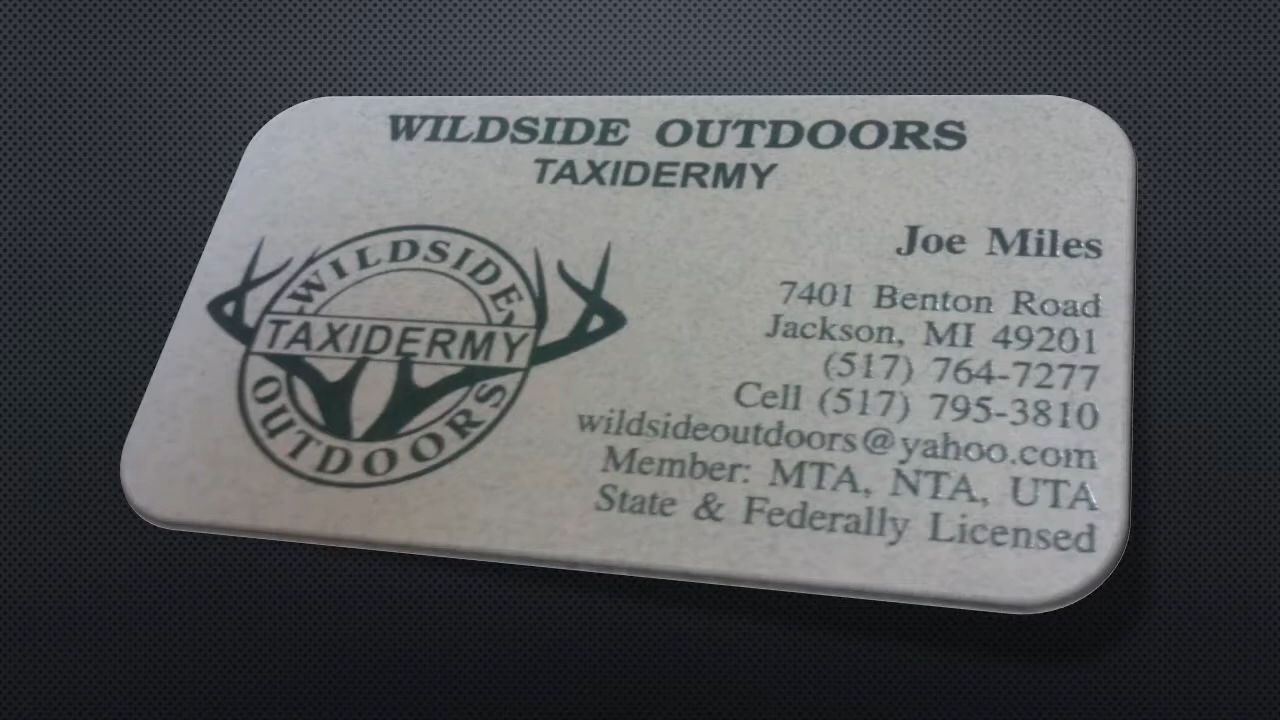 WILDSIDE OUTDOORS
TAXIDERMY
WILDSIDE
TAXIDERMY
OUTDOORS
Joe Miles
7401 Benton Road
Jackson, MI 49201
(517) 764-7277
Cell (517) 795-3810
wildsideoutdoors@yahoo.com
Member: MTA, NTA, UTA
State & Federally Licensed